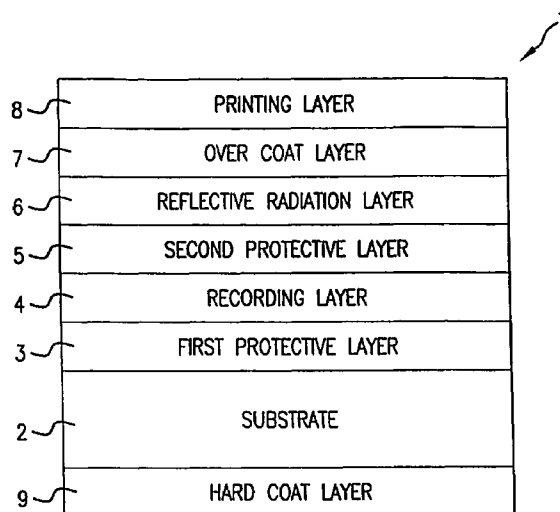 8 PRINTING LAYER
7 OVER COAT LAYER
6 REFLECTIVE RADIATION LAYER
5 SECOND PROTECTIVE LAYER
4 RECORDING LAYER
3 FIRST PROTECTIVE LAYER
2 SUBSTRATE
9 HARD COAT LAYER